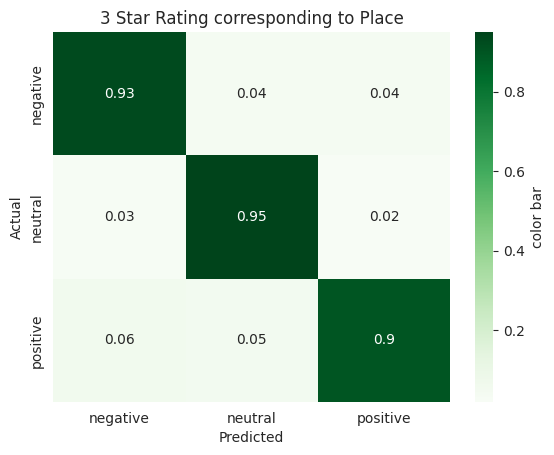 3 Star Rating corresponding to Place
negative
0.93 0.04 0.04
neutral
0.03 0.95 0.02
positive
0.06 0.05 0.9
Actual
negative neutral positive
Predicted
0.8
0.6
0.4
0.2
color bar